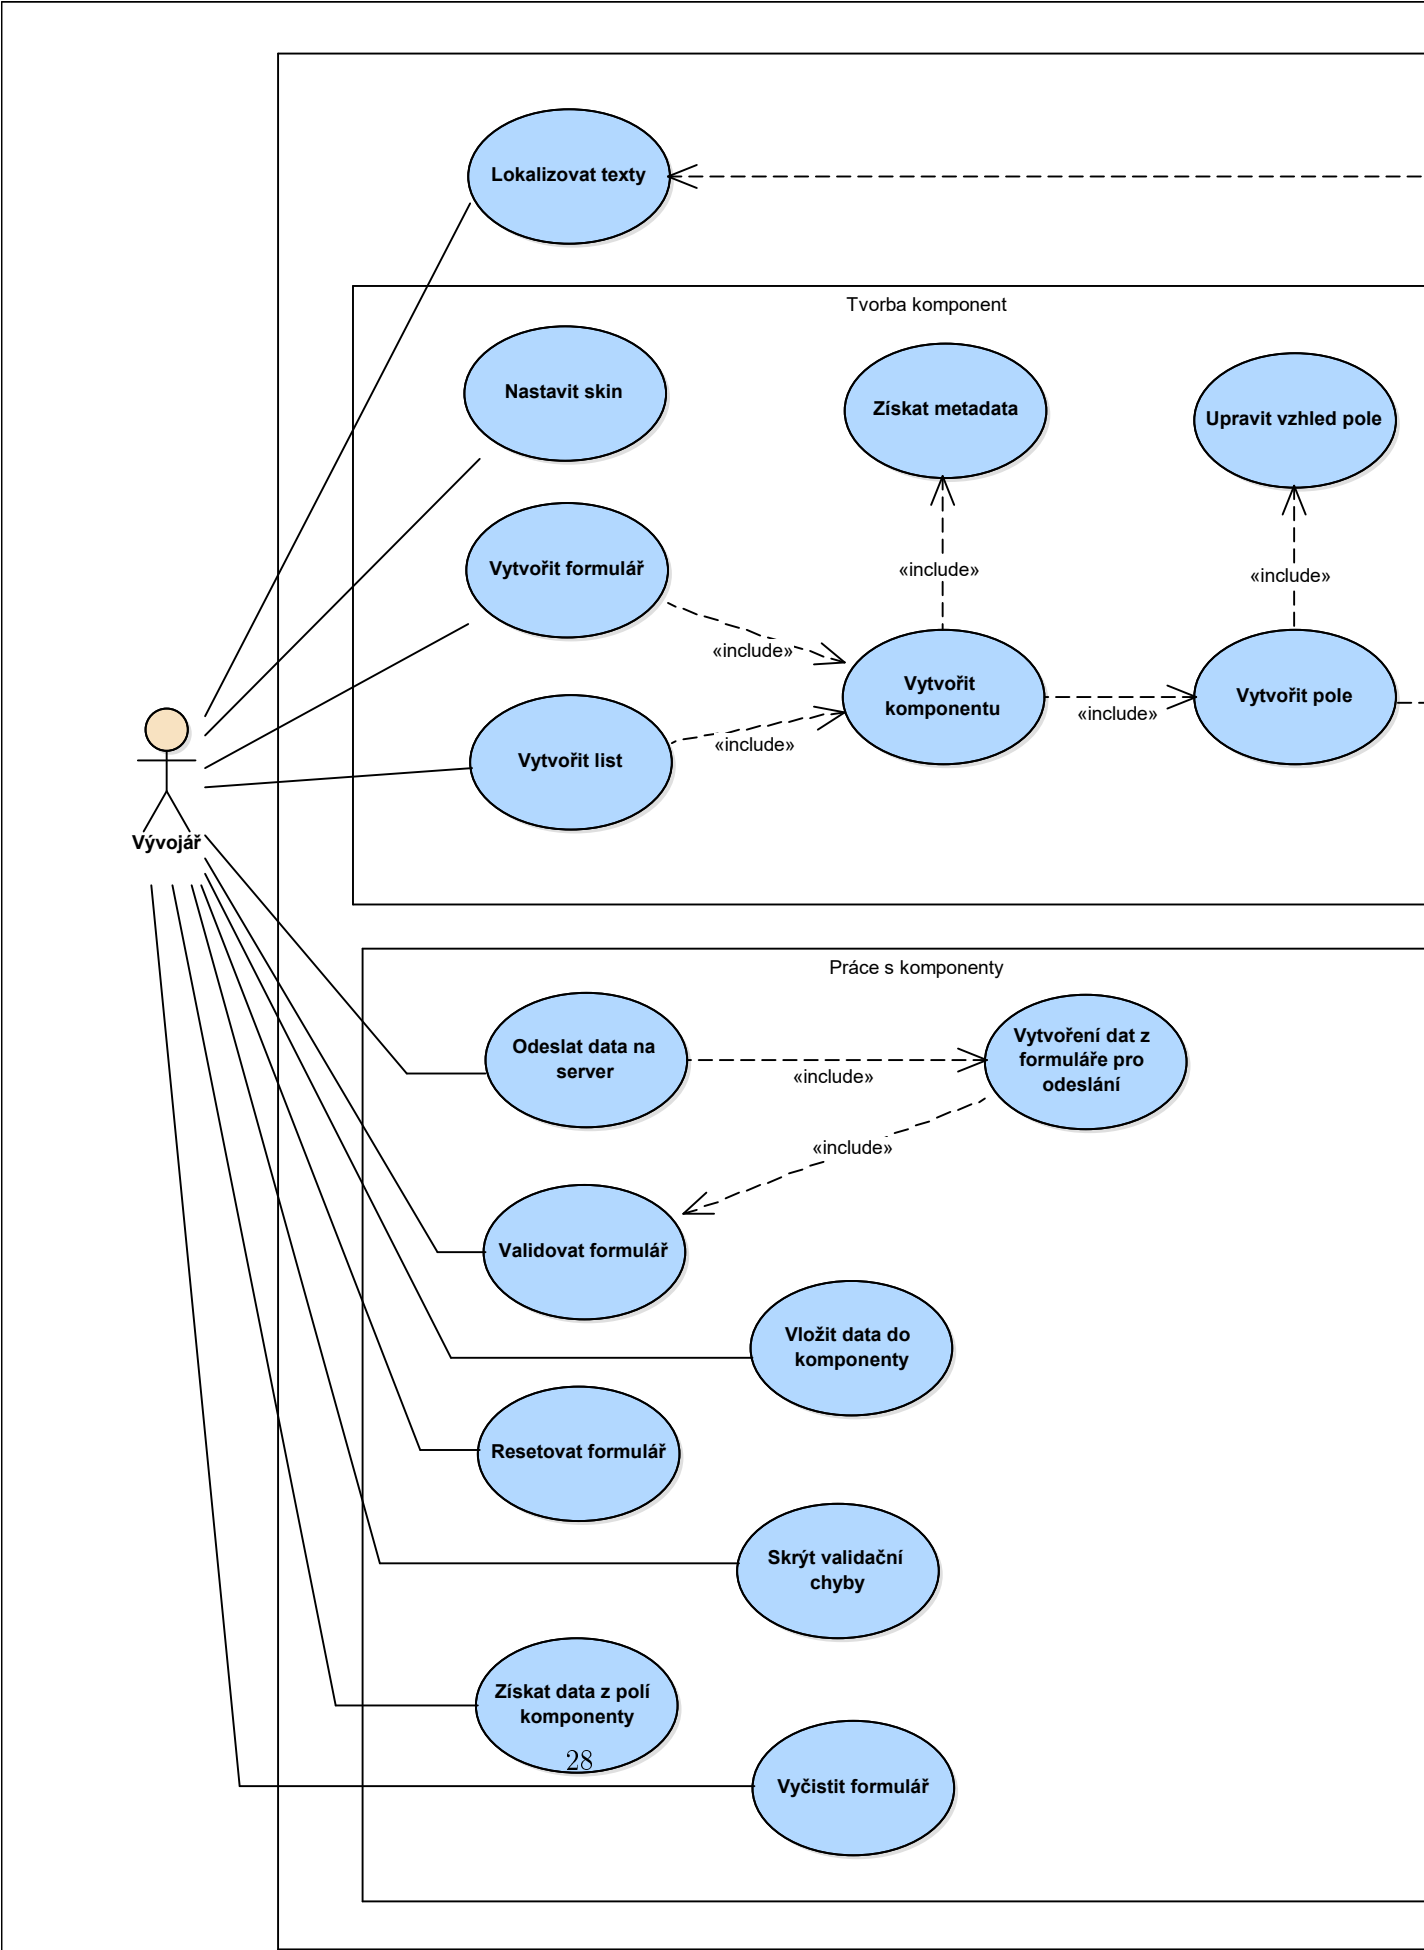 Lokalizovat texty
Tvorba komponent
Nastavit skin
Získat metadata
Upravit vzhled pole
Vytvořit formulář
«include»
«include»
«include»
Vytvořit
komponentu
Vytvořit pole
«include»
«include»
Vytvořit list
Vývojář
Práce s komponenty
Odeslat data na
server
«include»
Vytvoření dat z
formuláře pro
odeslání
«include»
Validovat formulář
Vložit data do
komponenty
Resetovat formulář
Skrýt validační
chyby
Získat data z polí
komponenty
28
Vyčistit formulář